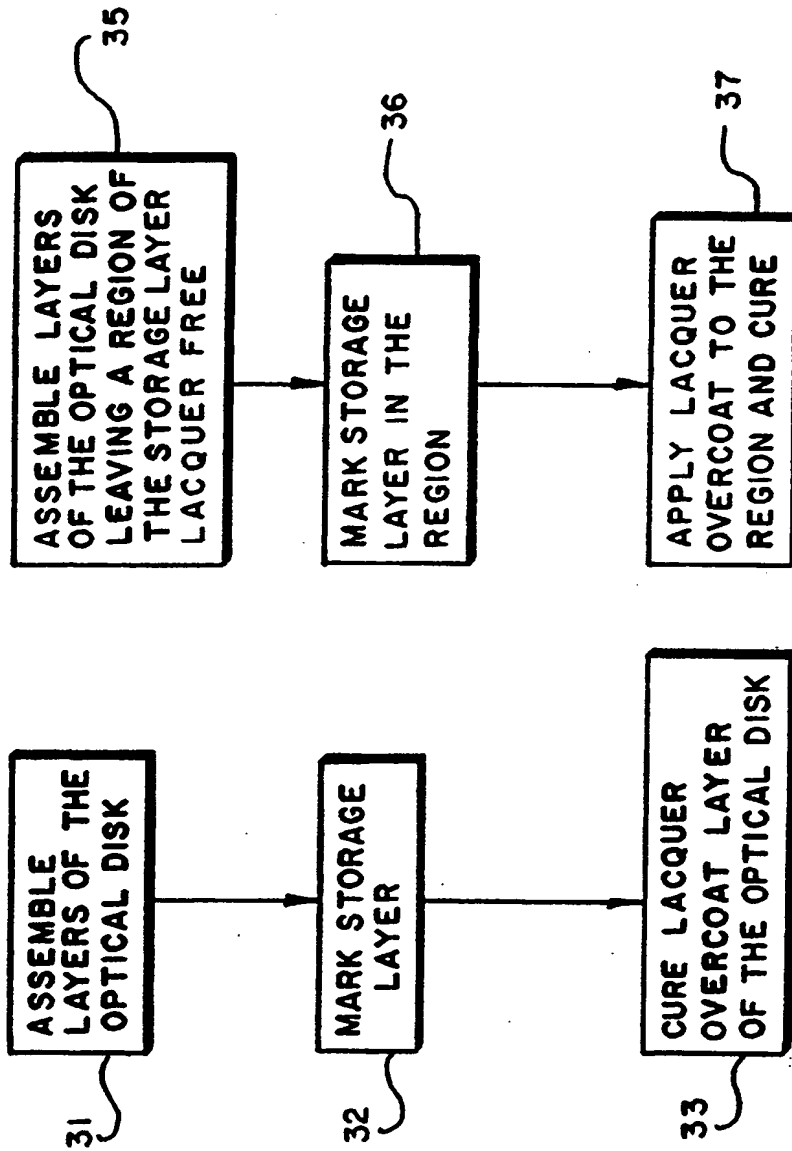 31
ASSEMBLE
LAYERS OF THE
OPTICAL DISK
32
MARK STORAGE
LAYER
33
CURE LACQUER
OVERCOAT LAYER
OF THE OPTICAL DISK
35
ASSEMBLE LAYERS
OF THE OPTICAL DISK
LEAVING A REGION OF
THE STORAGE LAYER
LACQUER FREE
36
MARK STORAGE
LAYER IN THE
REGION
37
APPLY LACQUER
OVERCOAT TO THE
REGION AND CURE